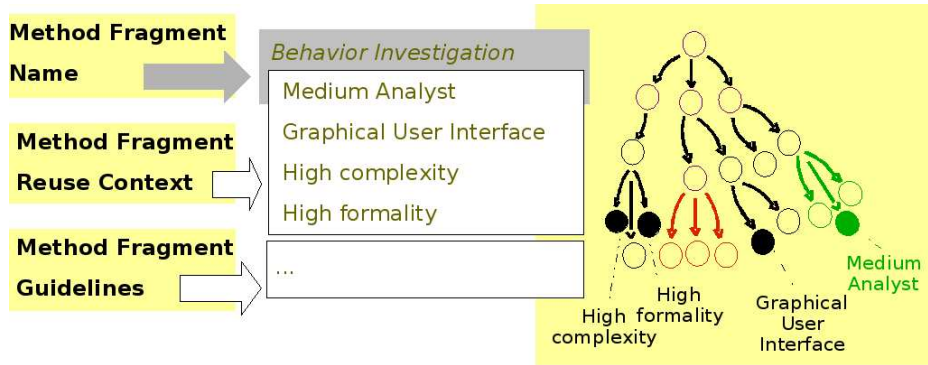 Method Fragment
Name
Behavior Investigation
Medium Analyst
Graphical User Interface
High complexity
High formality
Method Fragment
Reuse Context
Method Fragment
Guidelines
...
High
complexity
High
formality
Graphical
User
Interface
Medium
Analyst